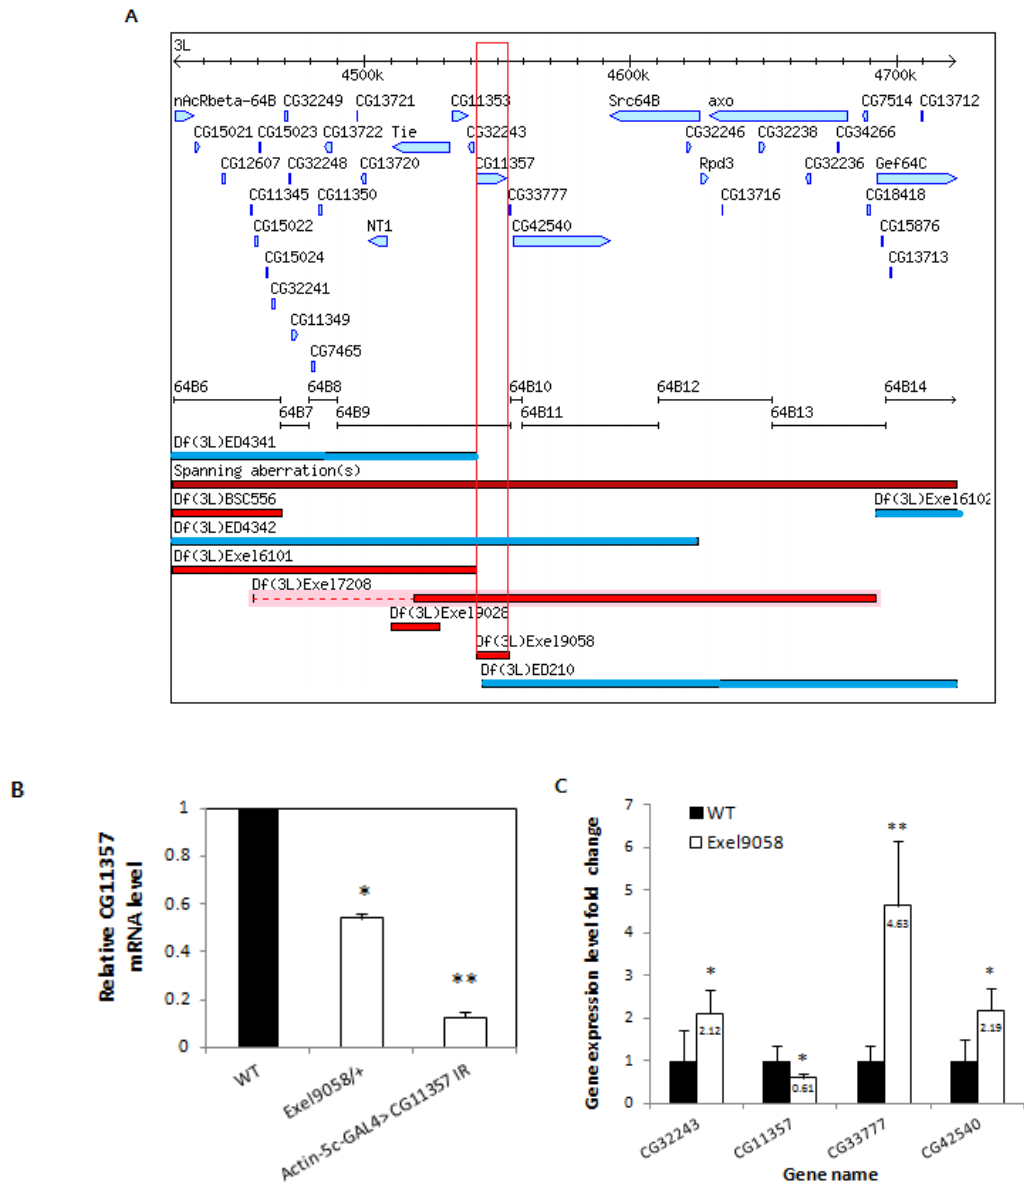 A
3L
4500k 4600k 4700k
nAcRbeta-64B CG32249 CG13721 CG11353 Src64B axo CG7514 CG13712
CG15021 CG15023 CG13722 Tie CG32243 CG32246 CG32238 CG34266
CG12607 CG32248 CG13720 CG11357 Rpd3 CG32236 Gef64C
CG11345 CG11350 CG33777 CG13716 CG18418
CG15022 NT1 CG42540 CG15876
CG15024 CG13713
CG32241
CG11349
CG7465
64B6 64B8 64B10 64B12 64B14
64B7 64B9 64B11 64B13
Df(3L)ED4341
Spanning aberration(s)
Df(3L)BSC556 Df(3L)Exel6102
Df(3L)ED4342
Df(3L)Exel6101
Df(3L)Exel7208
Df(3L)Exel9028
Df(3L)Exel9058
Df(3L)ED210
B
Relative CG11357
mRNA level
1
0.8
0.6
0.4
0.2
0
*
**
WT
Exel9058/+
Actin-5c-GAL4>CG11357 IR
C
Gene expression level fold change
7
6
5
4
3
2
1
0
WT
Exel9058
* * ** *
2.12 0.61 4.63 2.19
CG32243 CG11357 CG33777 CG42540
Gene name